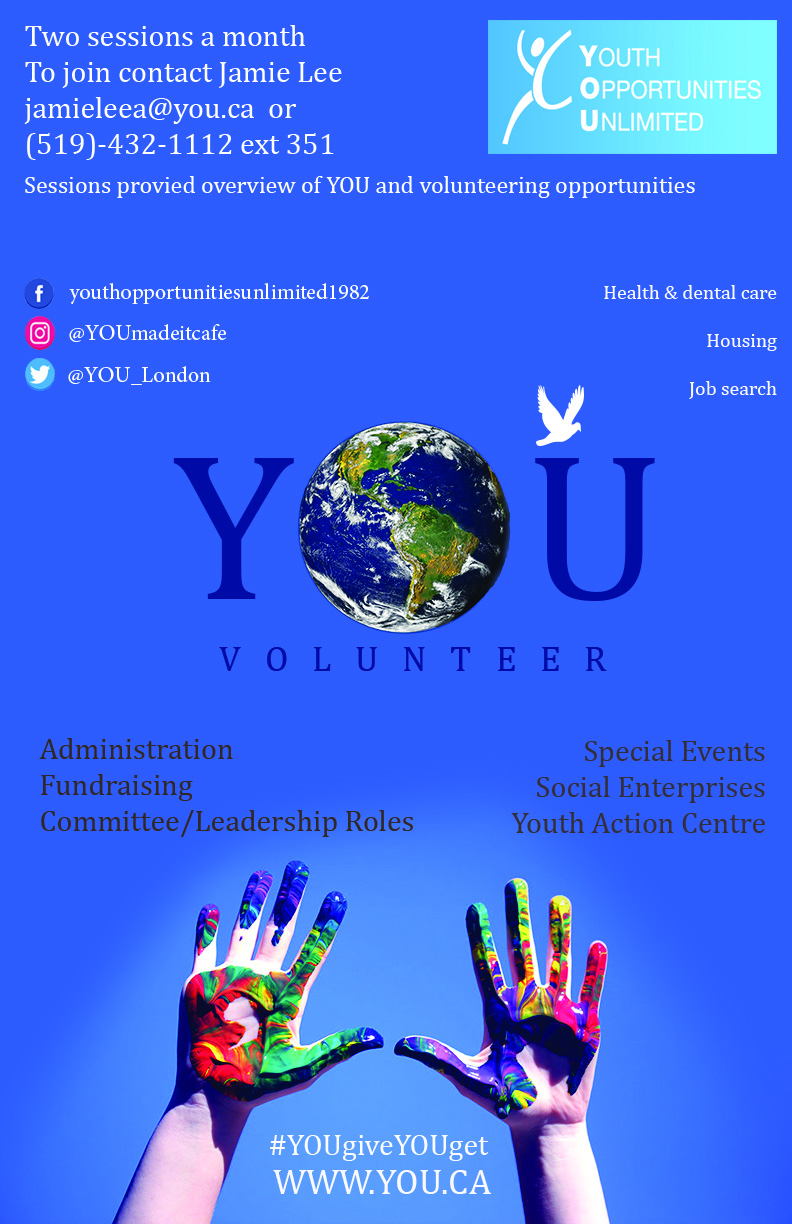 Two sessions a month
To join contact Jamie Lee
jamieleea@you.ca or
(519)-432-1112 ext 351
YOUTH
OPPORTUNITIES
UNLIMITED
Sessions provied overview of YOU and volunteering opportunities
youthopportunitiesunlimited1982
@YOUmadeitcafe
@YOU_London
Health & dental care
Housing
Job search
Y U
VOLUNTEER
Administration
Fundraising
Committee/Leadership Roles
Special Events
Social Enterprises
Youth Action Centre
#YOUgiveYOUget
WWW.YOU.CA